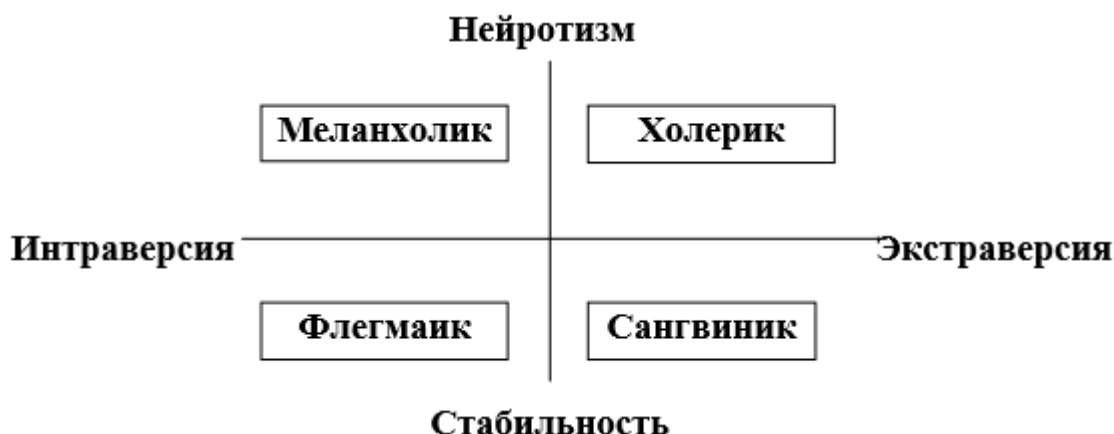 Нейротизм
Меланхолик
Холерик
Интраверсия
Экстраверсия
Флегмаик
Сангвиник
Стабильность